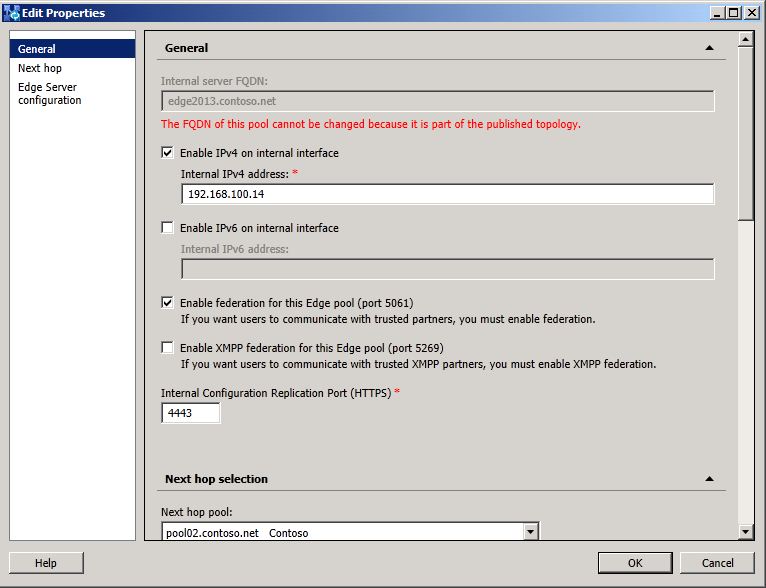 Edit Properties
General
Next hop
Edge Server
configuration
General
Internal server FQDN:
edge2013.contoso.net
The FQDN of this pool cannot be changed because it is part of the published topology.
Enable IPv4 on internal interface
Internal IPv4 address: *
192.168.100.14
Enable IPv6 on internal interface
Internal IPv6 address:
Enable federation for this Edge pool (port 5061)
If you want users to communicate with trusted partners, you must enable federation.
Enable XMPP federation for this Edge pool (port 5269)
If you want users to communicate with trusted XMPP partners, you must enable XMPP federation.
Internal Configuration Replication Port (HTTPS) *
4443
Next hop selection
Next hop pool:
pool02.contoso.net Contoso
Help
OK
Cancel